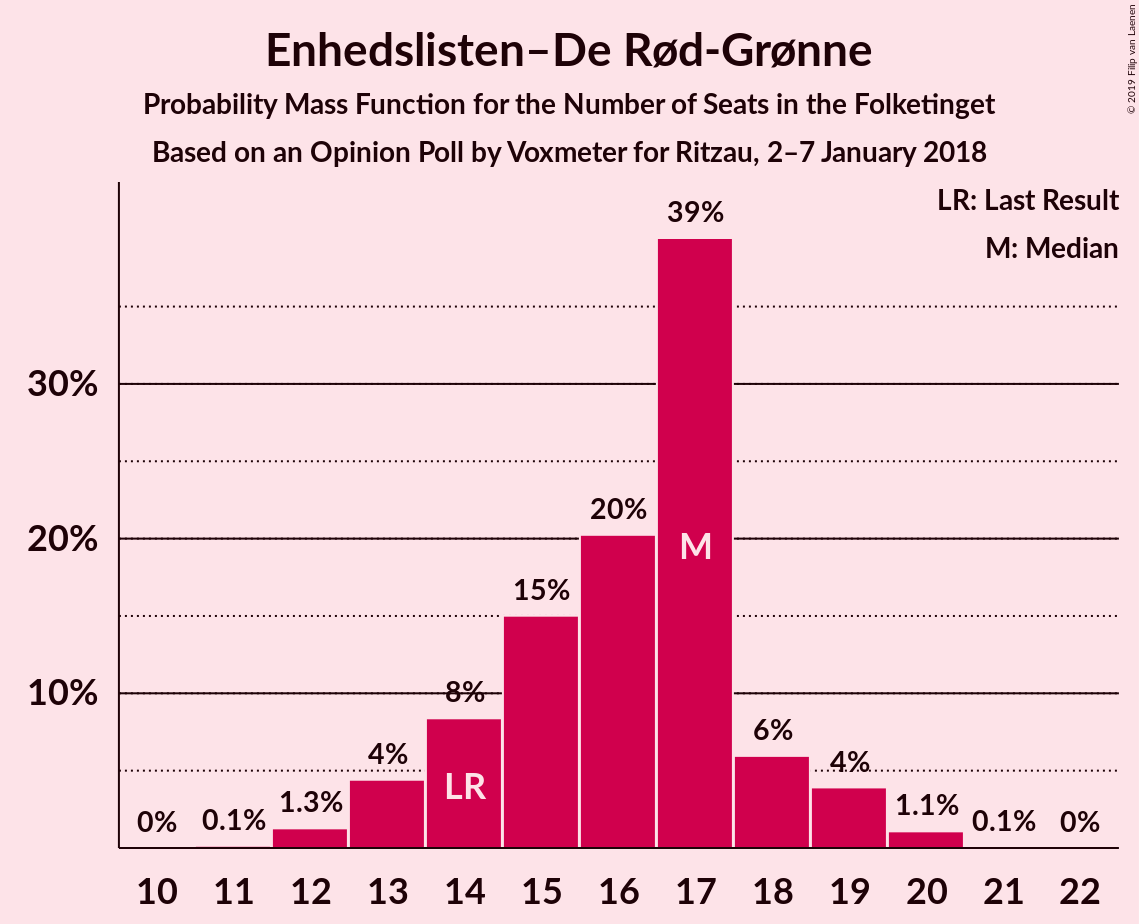 Enhedslisten–De Rød-Grønne
Probability Mass Function for the Number of Seats in the Folketinget
Based on an Opinion Poll by Voxmeter for Ritzau, 2–7 January 2018
© 2019 Filip van Laenen
LR: Last Result
M: Median
39%
30%
20%
20%
M
15%
10%
8%
6%
4%
4%
LR
1.3%
1.1%
0%
0.1%
0.1%
0%
10 11 12 13 14 15 16 17 18 19 20 21 22